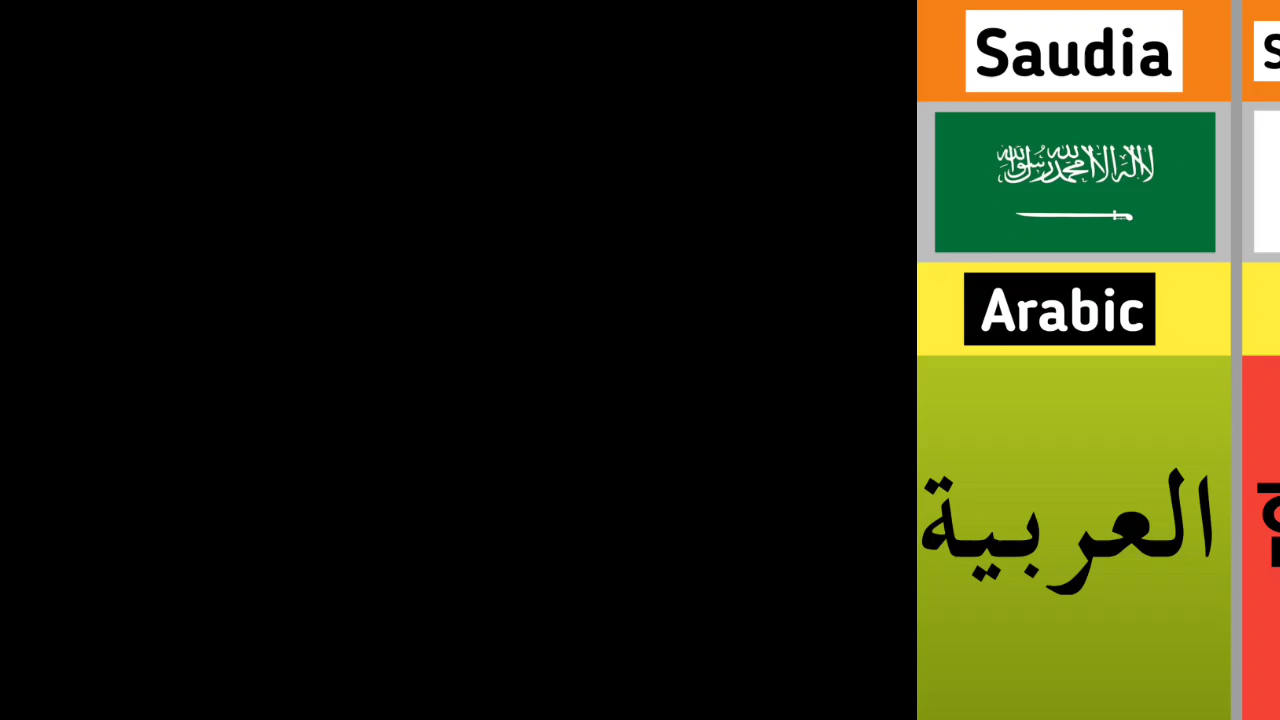 Saudia
لا إله إلا الله محمد رسول الله
Arabic
العربية